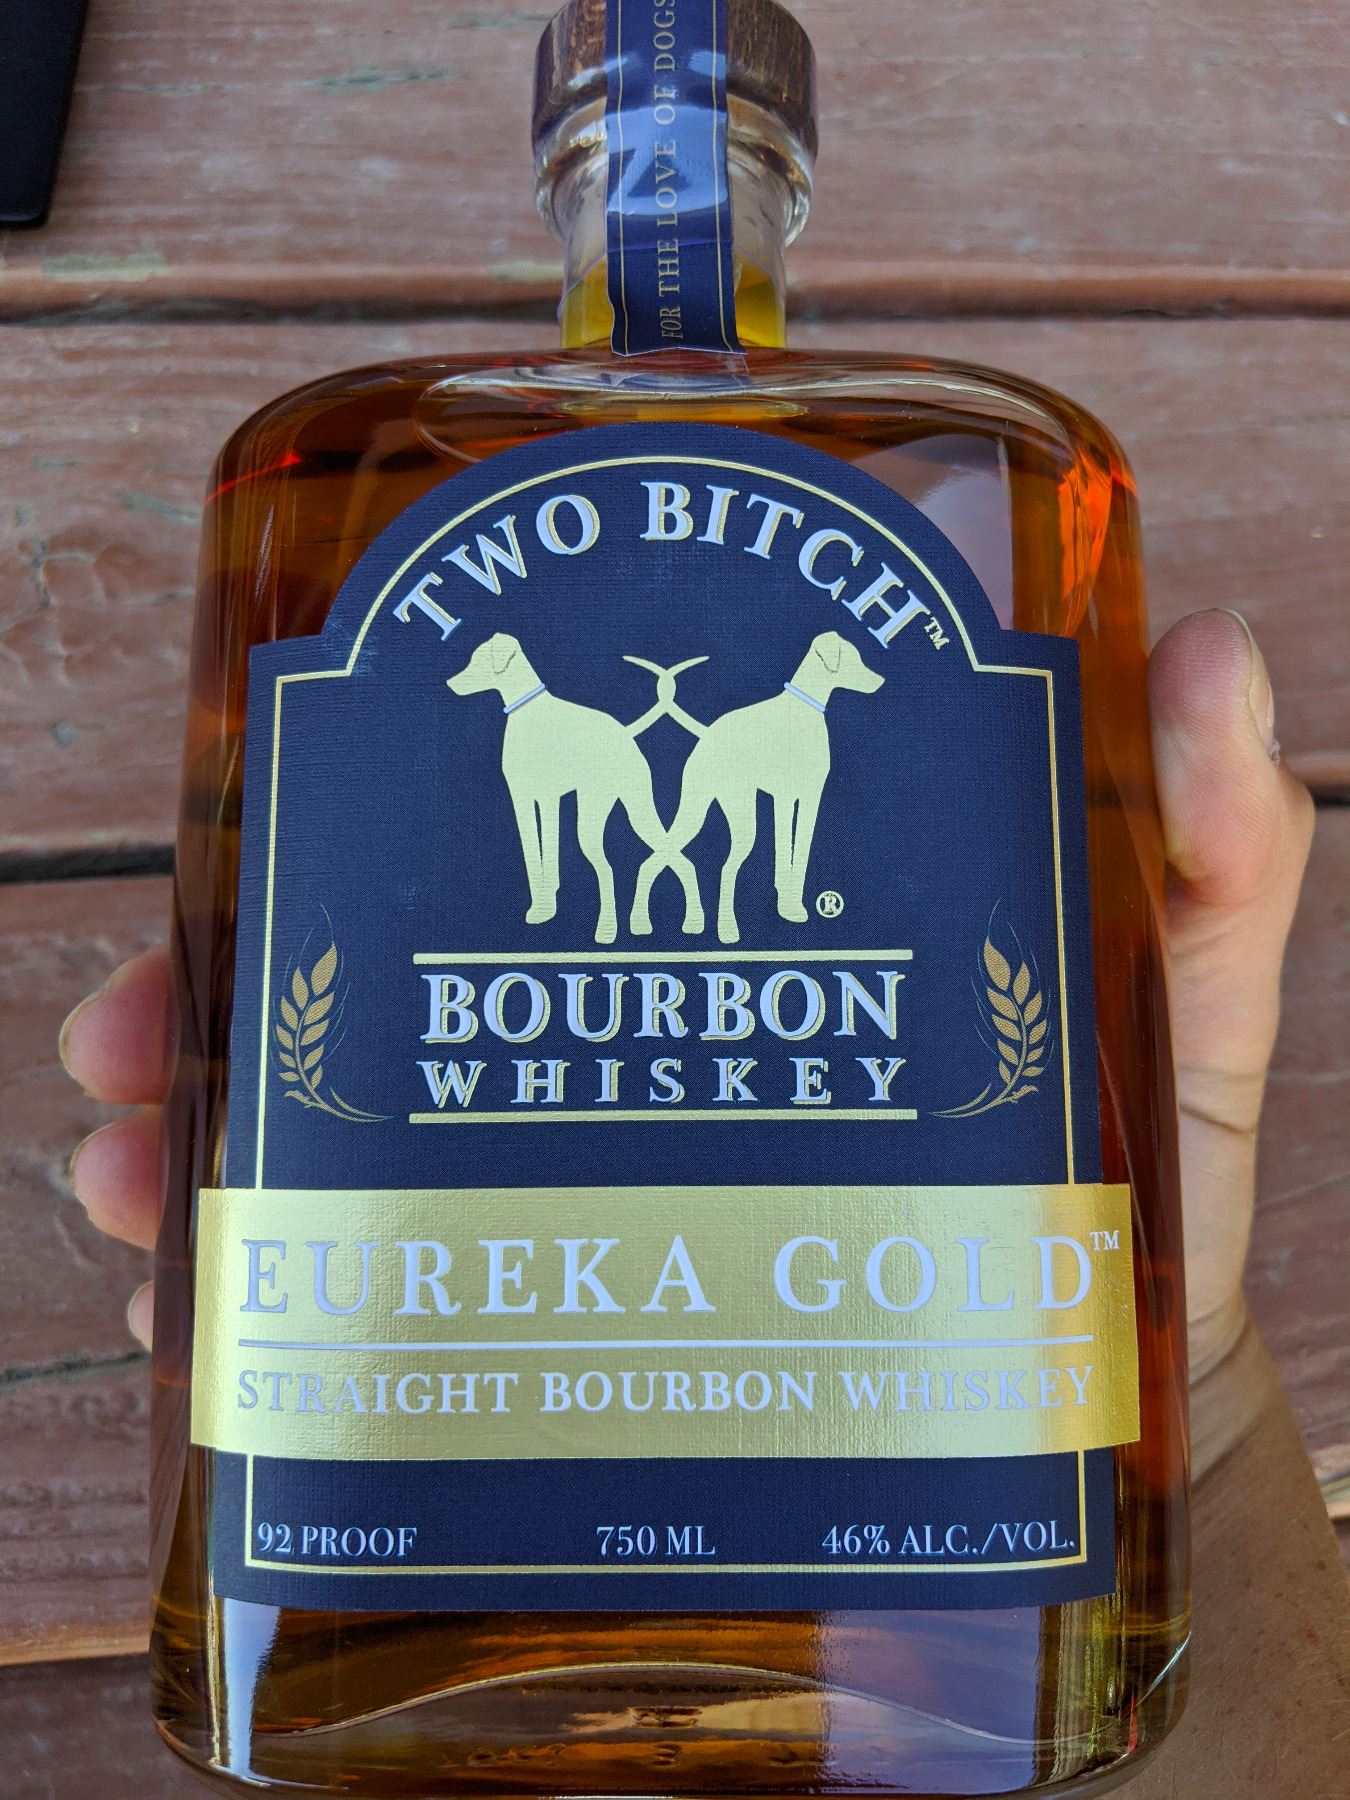 FOR THE LOVE OF DOGS
TWO BITCH™
®
BOURBON
WHISKEY
EUREKA GOLD™
STRAIGHT BOURBON WHISKEY
92 PROOF 750 ML 46% ALC./VOL.